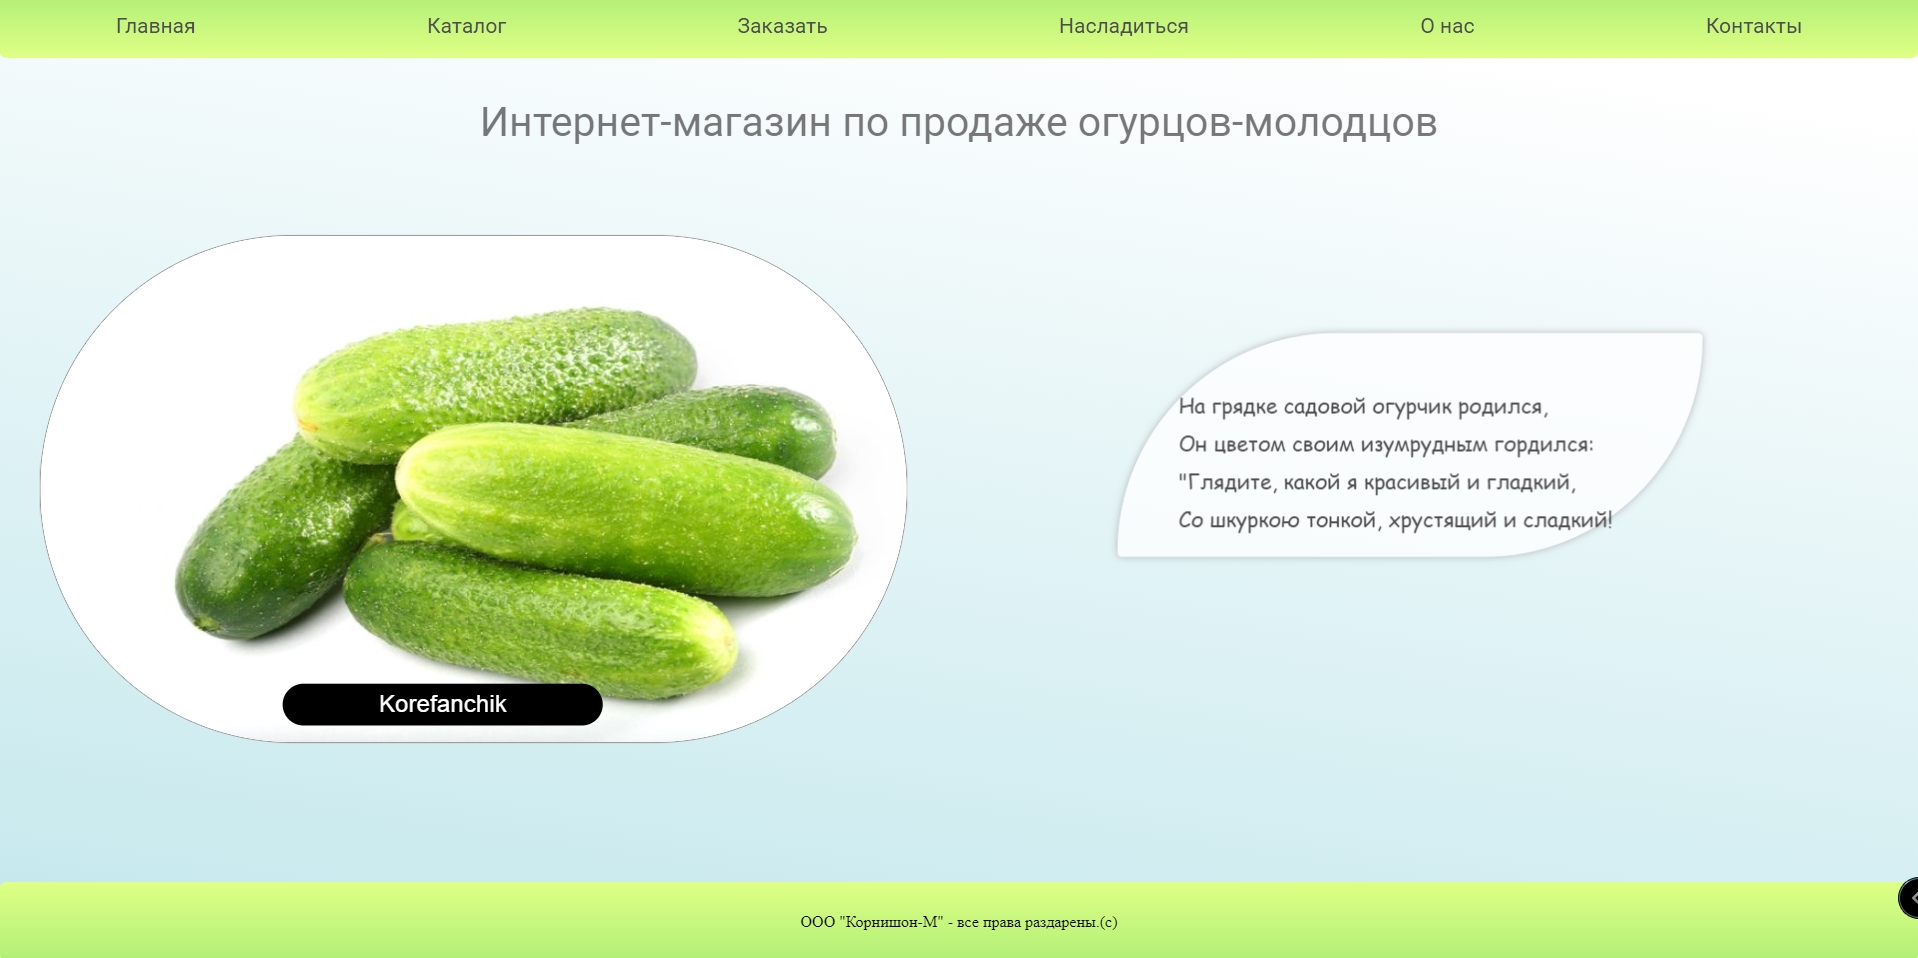 Главная Каталог Заказать Насладиться О нас Контакты
Интернет-магазин по продаже огурцов-молодцов
На грядке садовой огурчик родился,
Он цветом своим изумрудным гордился:
"Глядите, какой я красивый и гладкий,
Со шкуркою тонкой, хрустящий и сладкий!
Korefanchik
ООО "Корнишон-М" - все права раздарены.(с)